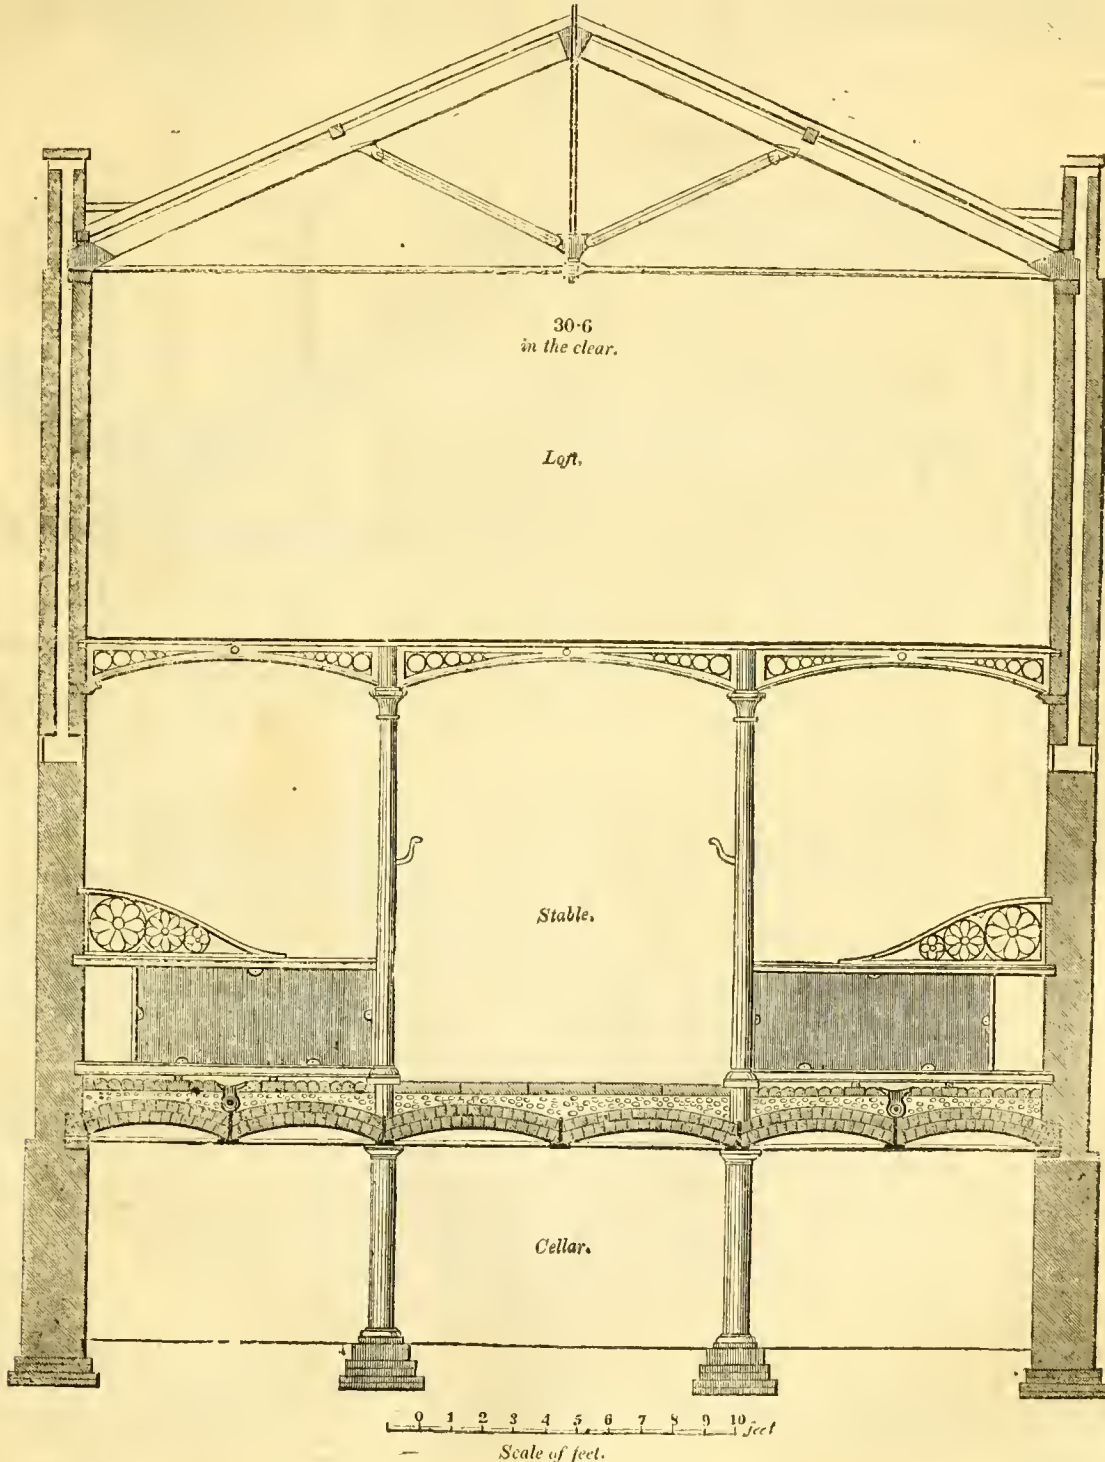 30·6
in the clear.
Loft.
Stable.
Cellar.
0 1 2 3 4 5 6 7 8 9 10 feet
Scale of feet.